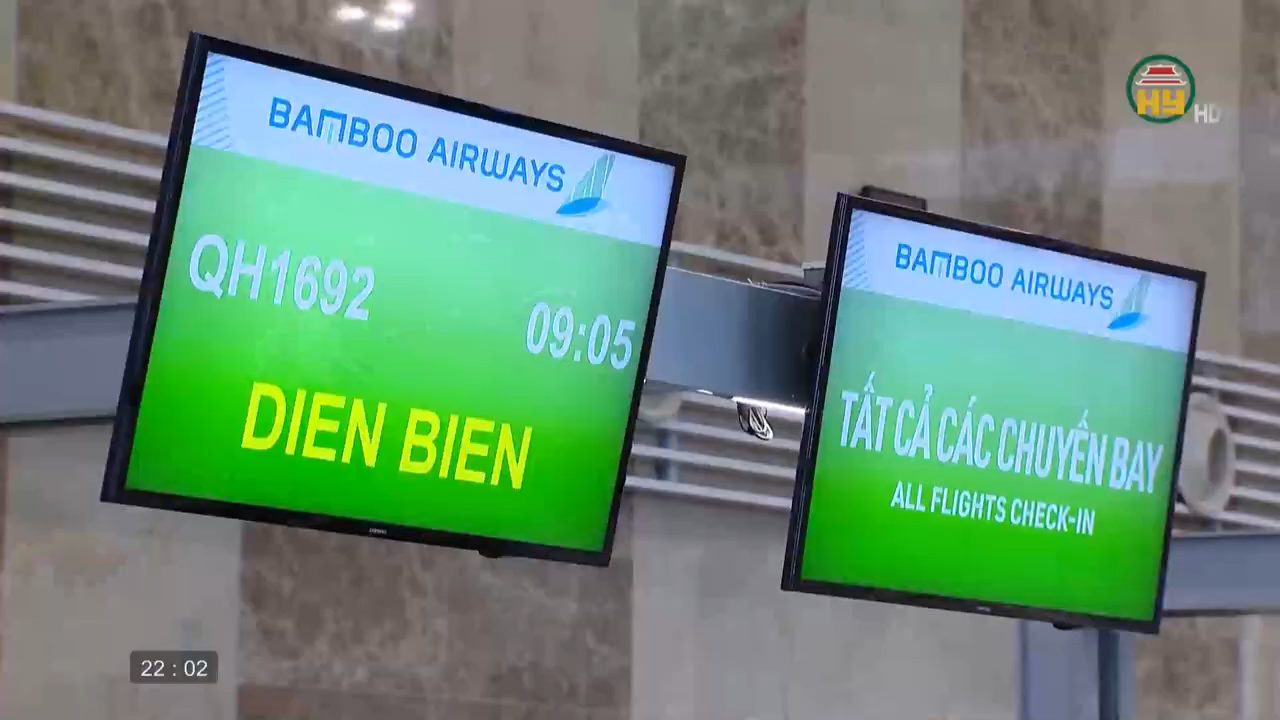 HY HD
BAMBOO AIRWAYS
QH1692
09:05
DIEN BIEN
BAMBOO AIRWAYS
TẤT CẢ CÁC CHUYẾN BAY
ALL FLIGHTS CHECK-IN
22 : 02